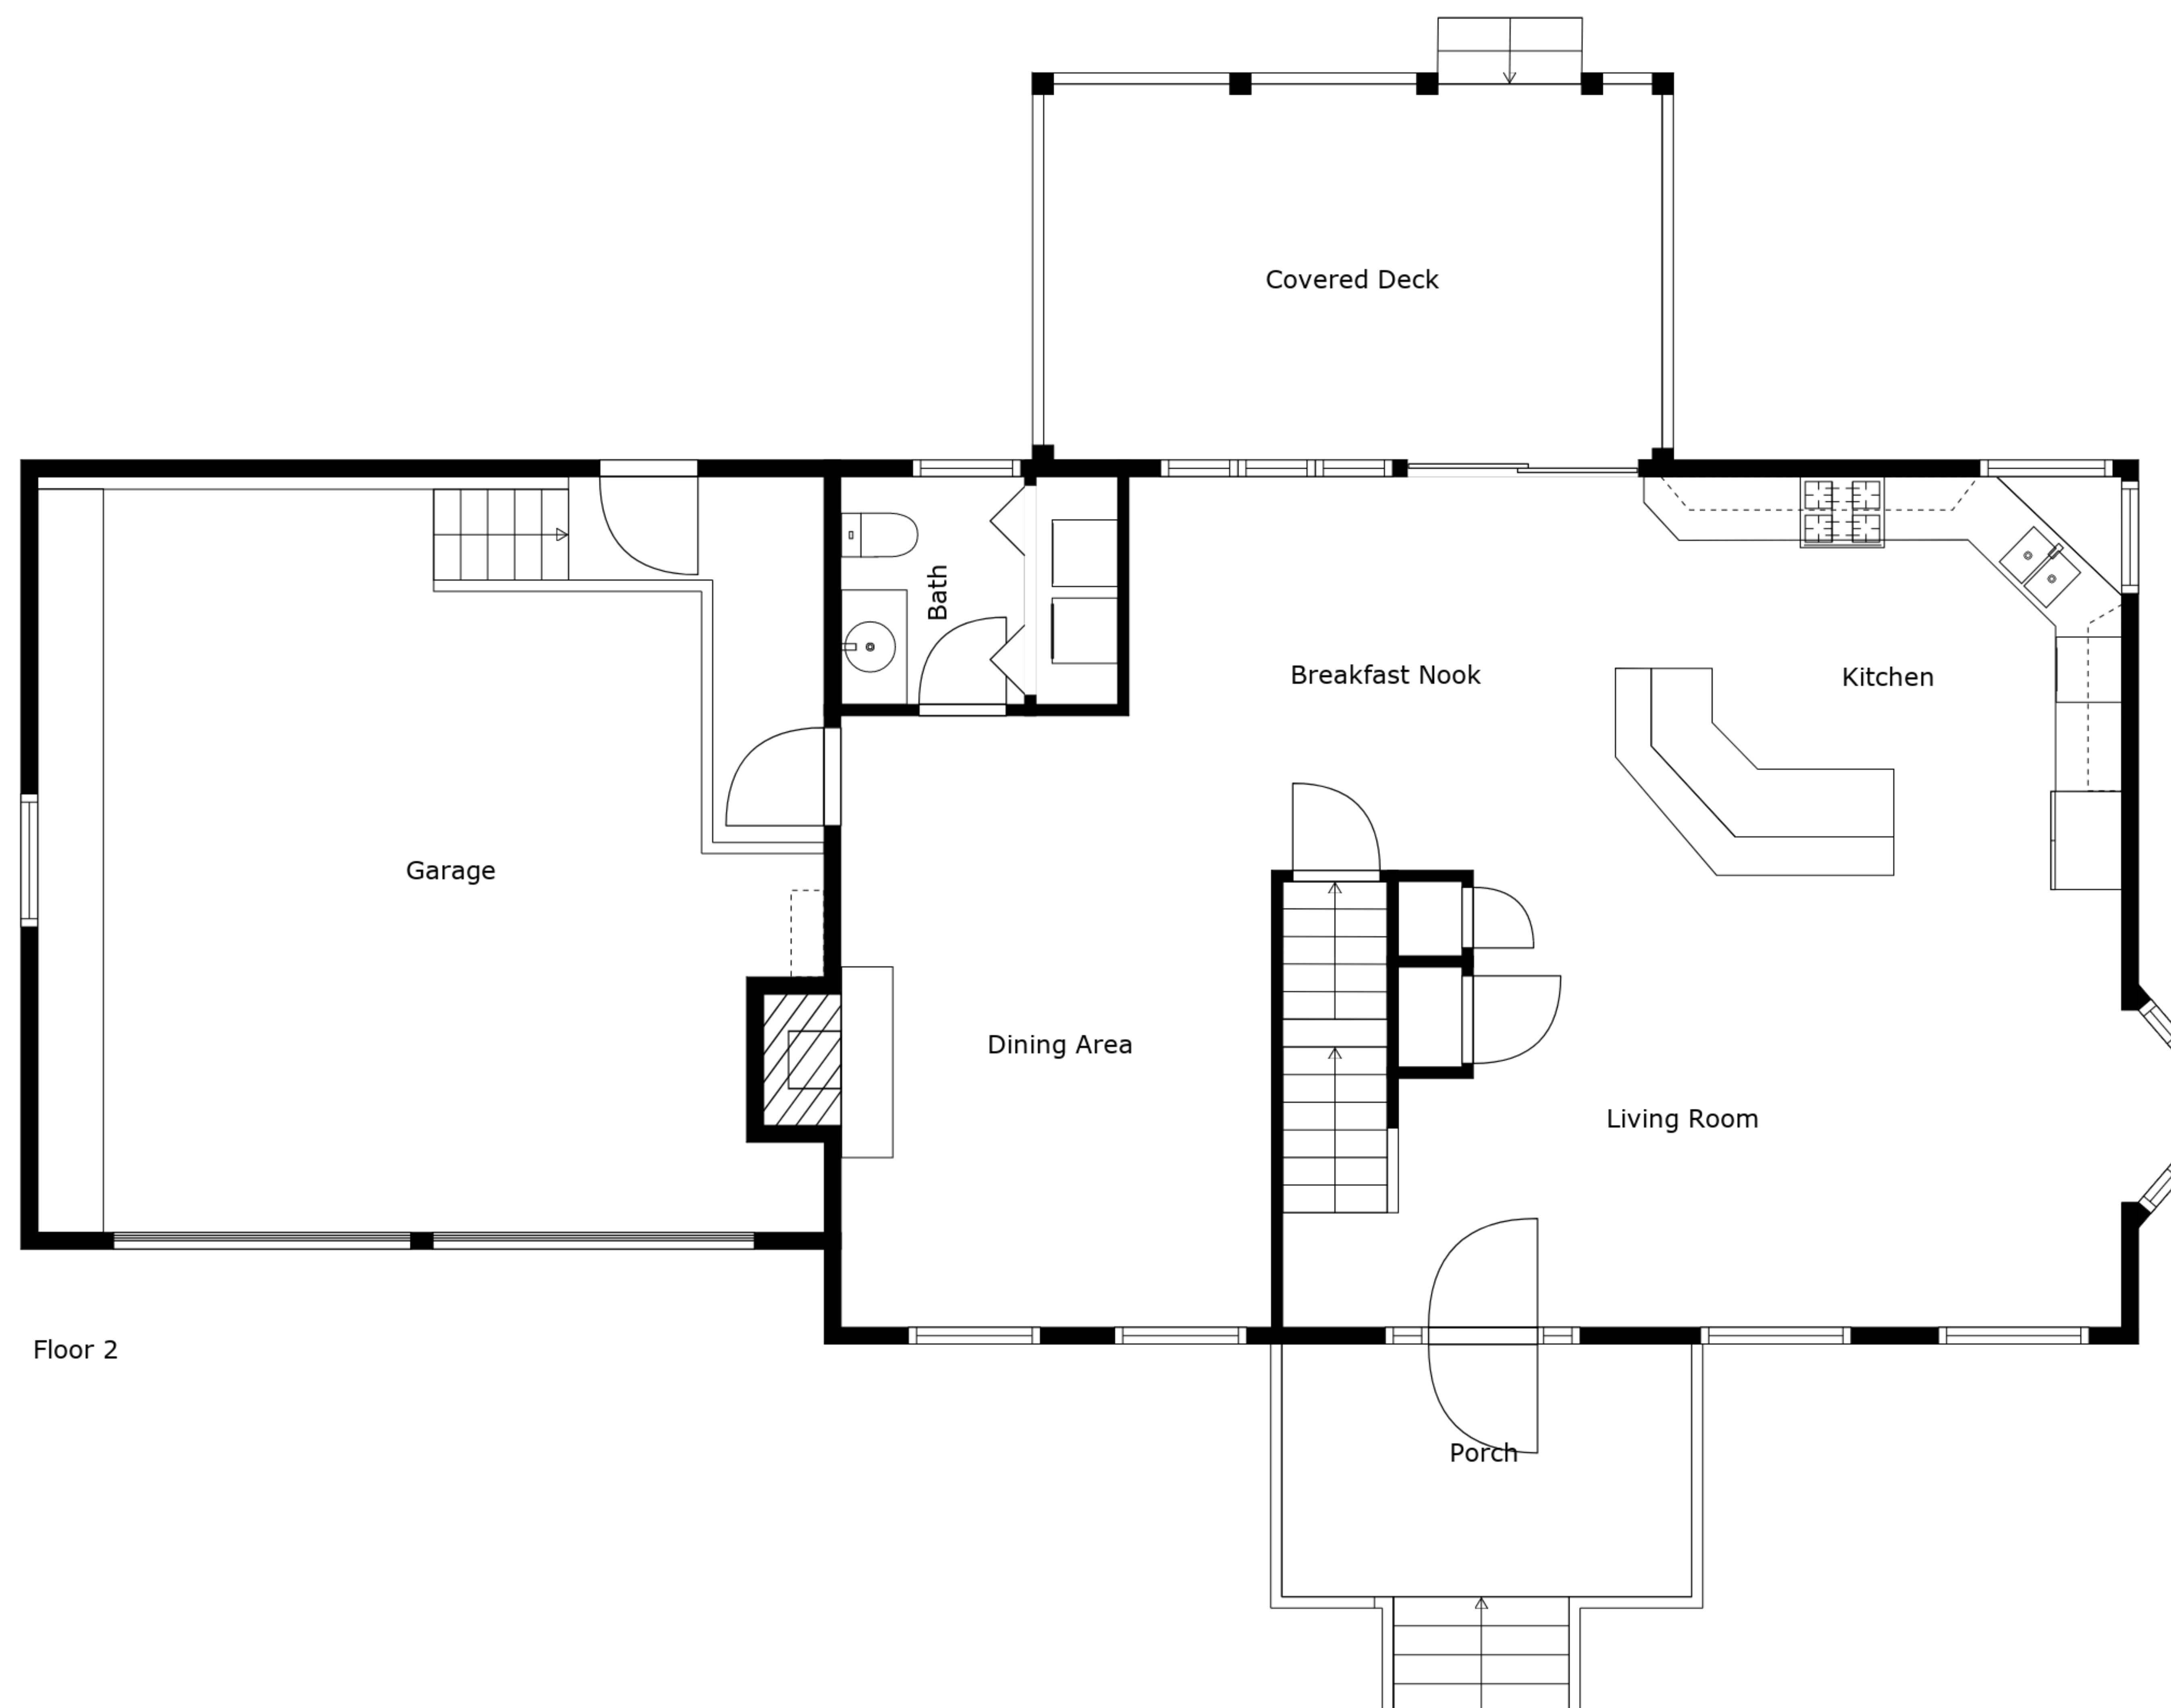 Covered Deck
Bath
Breakfast Nook
Kitchen
Garage
Dining Area
Living Room
Floor 2
Porch